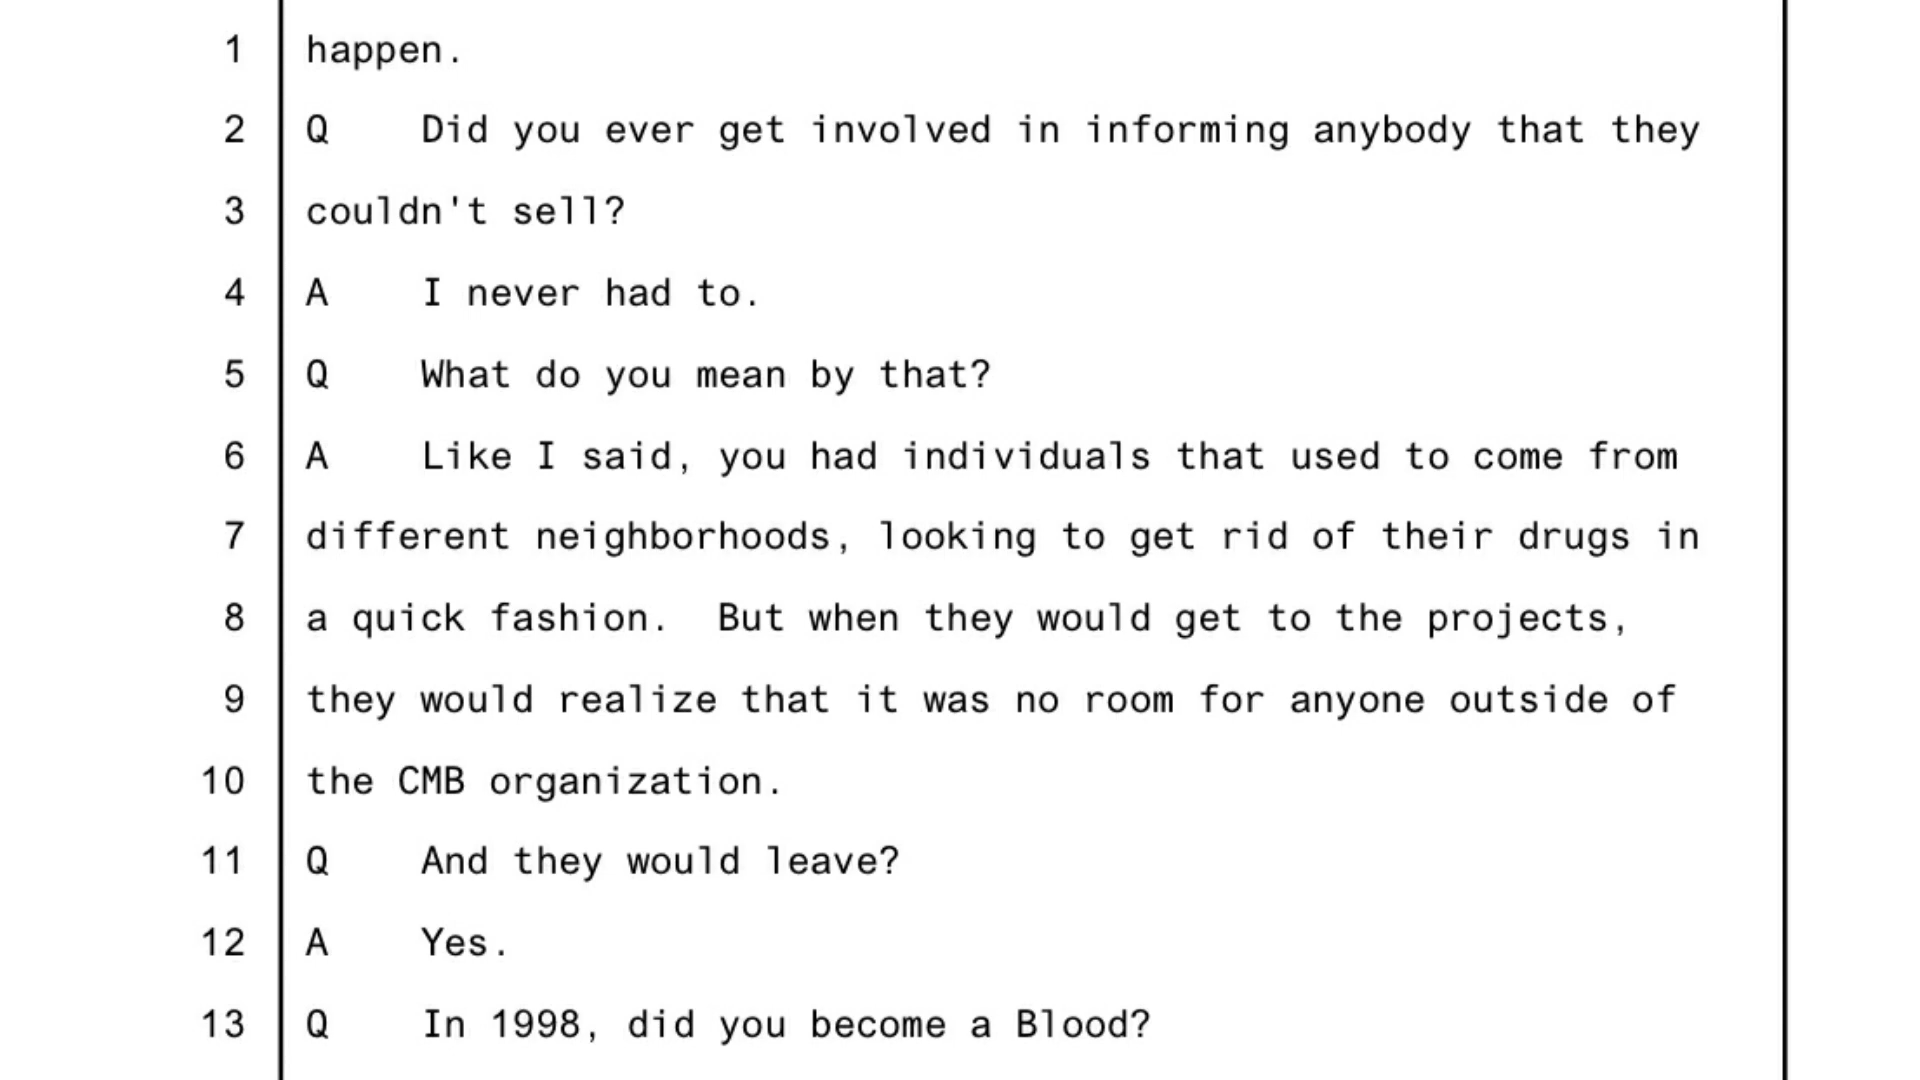 1 happen.
2 Q Did you ever get involved in informing anybody that they
3 couldn't sell?
4 A I never had to.
5 Q What do you mean by that?
6 A Like I said, you had individuals that used to come from
7 different neighborhoods, looking to get rid of their drugs in
8 a quick fashion. But when they would get to the projects,
9 they would realize that it was no room for anyone outside of
10 the CMB organization.
11 Q And they would leave?
12 A Yes.
13 Q In 1998, did you become a Blood?